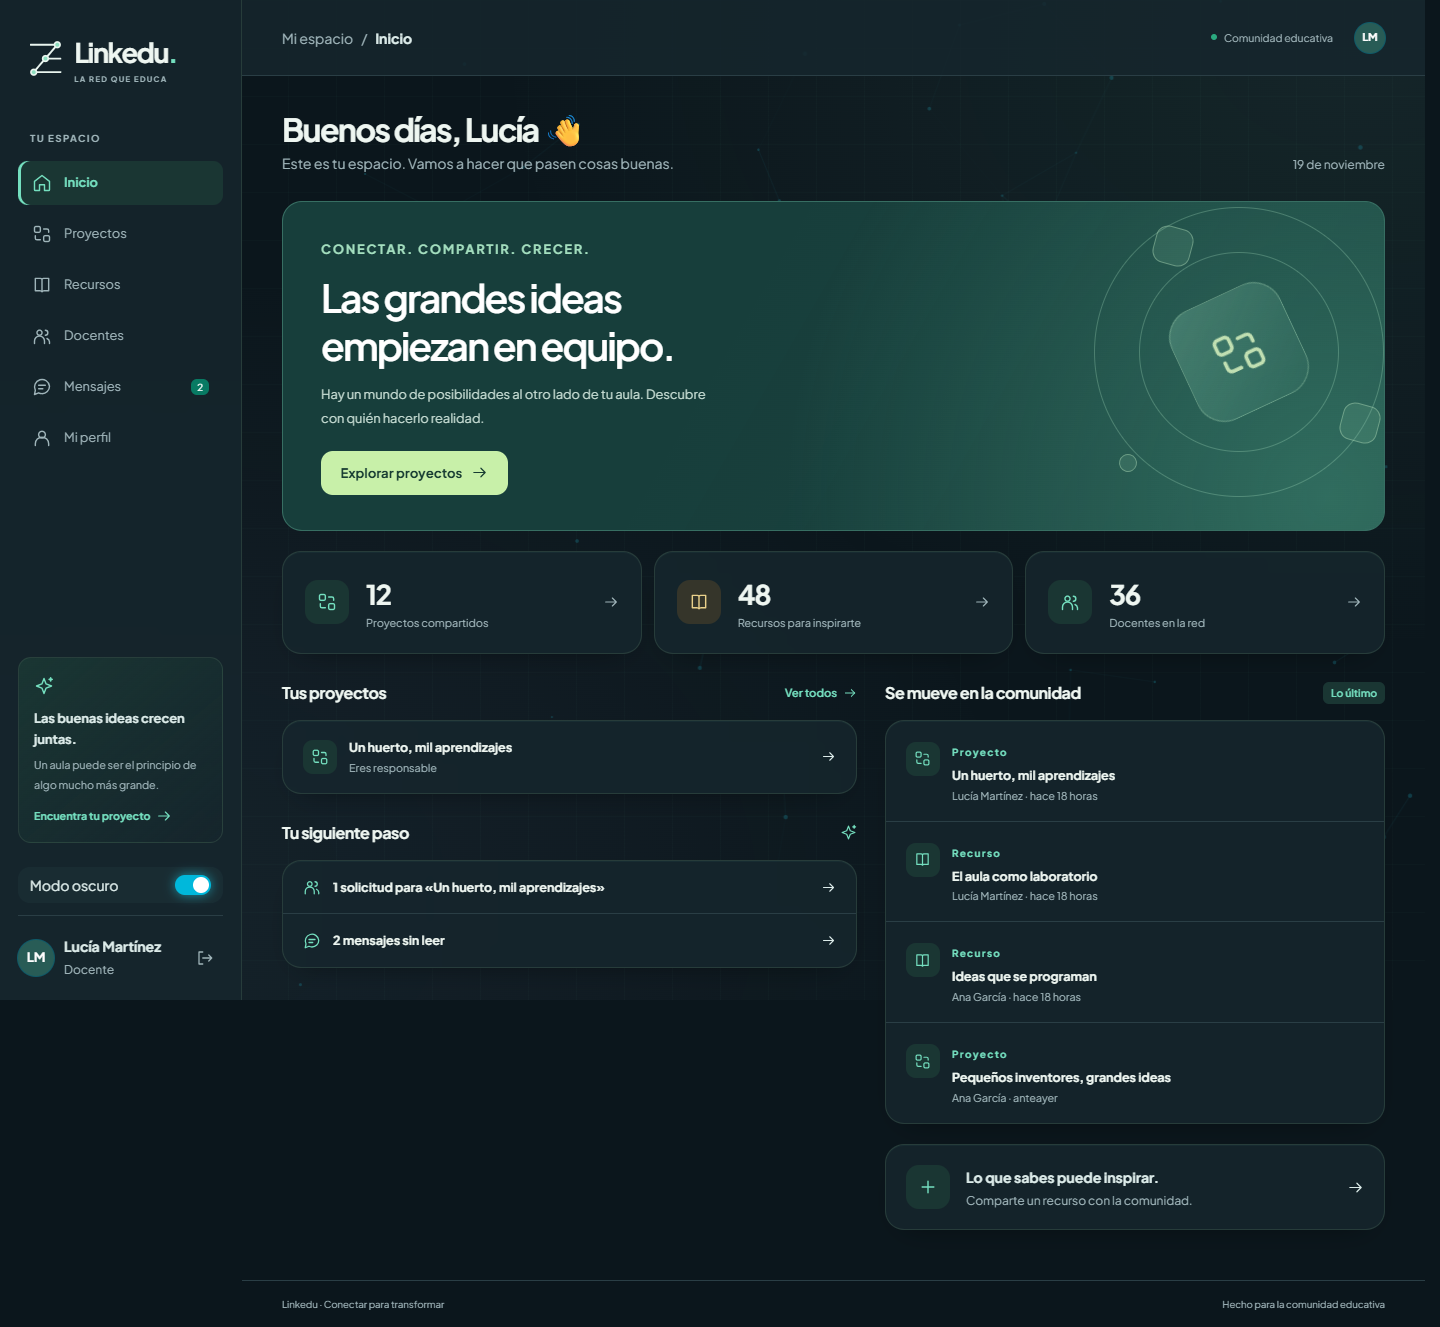 Linkedu.
LA RED QUE EDUCA
TU ESPACIO
Inicio
Proyectos
Recursos
Docentes
Mensajes 2
Mi perfil
Las buenas ideas crecen
juntas.
Un aula puede ser el principio de
algo mucho más grande.
Encuentra tu proyecto
Modo oscuro
LM Lucía Martínez
Docente
Mi espacio / Inicio
Comunidad educativa LM
Buenos días, Lucía 👋
Este es tu espacio. Vamos a hacer que pasen cosas buenas.
19 de noviembre
CONECTAR. COMPARTIR. CRECER.
Las grandes ideas
empiezan en equipo.
Hay un mundo de posibilidades al otro lado de tu aula. Descubre
con quién hacerlo realidad.
Explorar proyectos
12
Proyectos compartidos
48
Recursos para inspirarte
36
Docentes en la red
Tus proyectos
Ver todos
Un huerto, mil aprendizajes
Eres responsable
Tu siguiente paso
1 solicitud para «Un huerto, mil aprendizajes»
2 mensajes sin leer
Se mueve en la comunidad
Lo último
Proyecto
Un huerto, mil aprendizajes
Lucía Martínez · hace 18 horas
Recurso
El aula como laboratorio
Lucía Martínez · hace 18 horas
Recurso
Ideas que se programan
Ana García · hace 18 horas
Proyecto
Pequeños inventores, grandes ideas
Ana García · anteayer
Lo que sabes puede inspirar.
Comparte un recurso con la comunidad.
Linkedu · Conectar para transformar
Hecho para la comunidad educativa